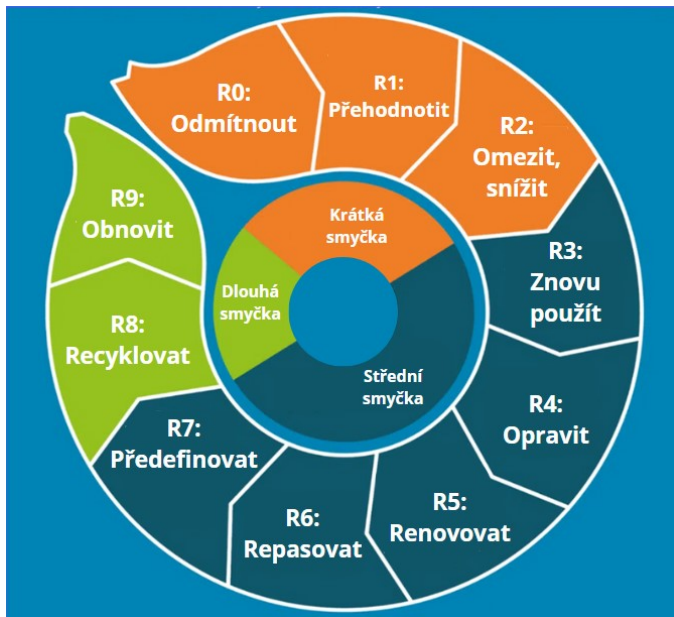 R0:
Odmítnout
R1:
Přehodnotit
R2:
Omezit,
snížit
R3:
Znovu
použít
R4:
Opravit
R5:
Renovovat
R6:
Repasovat
R7:
Předefinovat
R8:
Recyklovat
R9:
Obnovit
Krátká
smyčka
Střední
smyčka
Dlouhá
smyčka